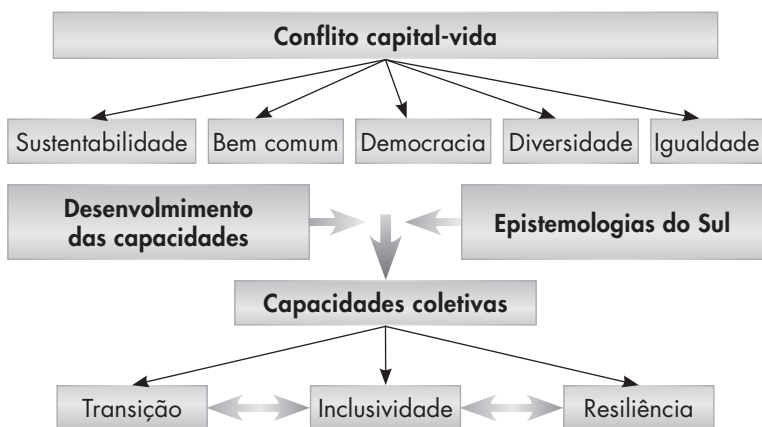 Conflito capital-vida
Sustentabilidade Bem comum Democracia Diversidade Igualdade
Desenvolmimento
das capacidades
Epistemologias do Sul
Capacidades coletivas
Transição Inclusividade Resiliência